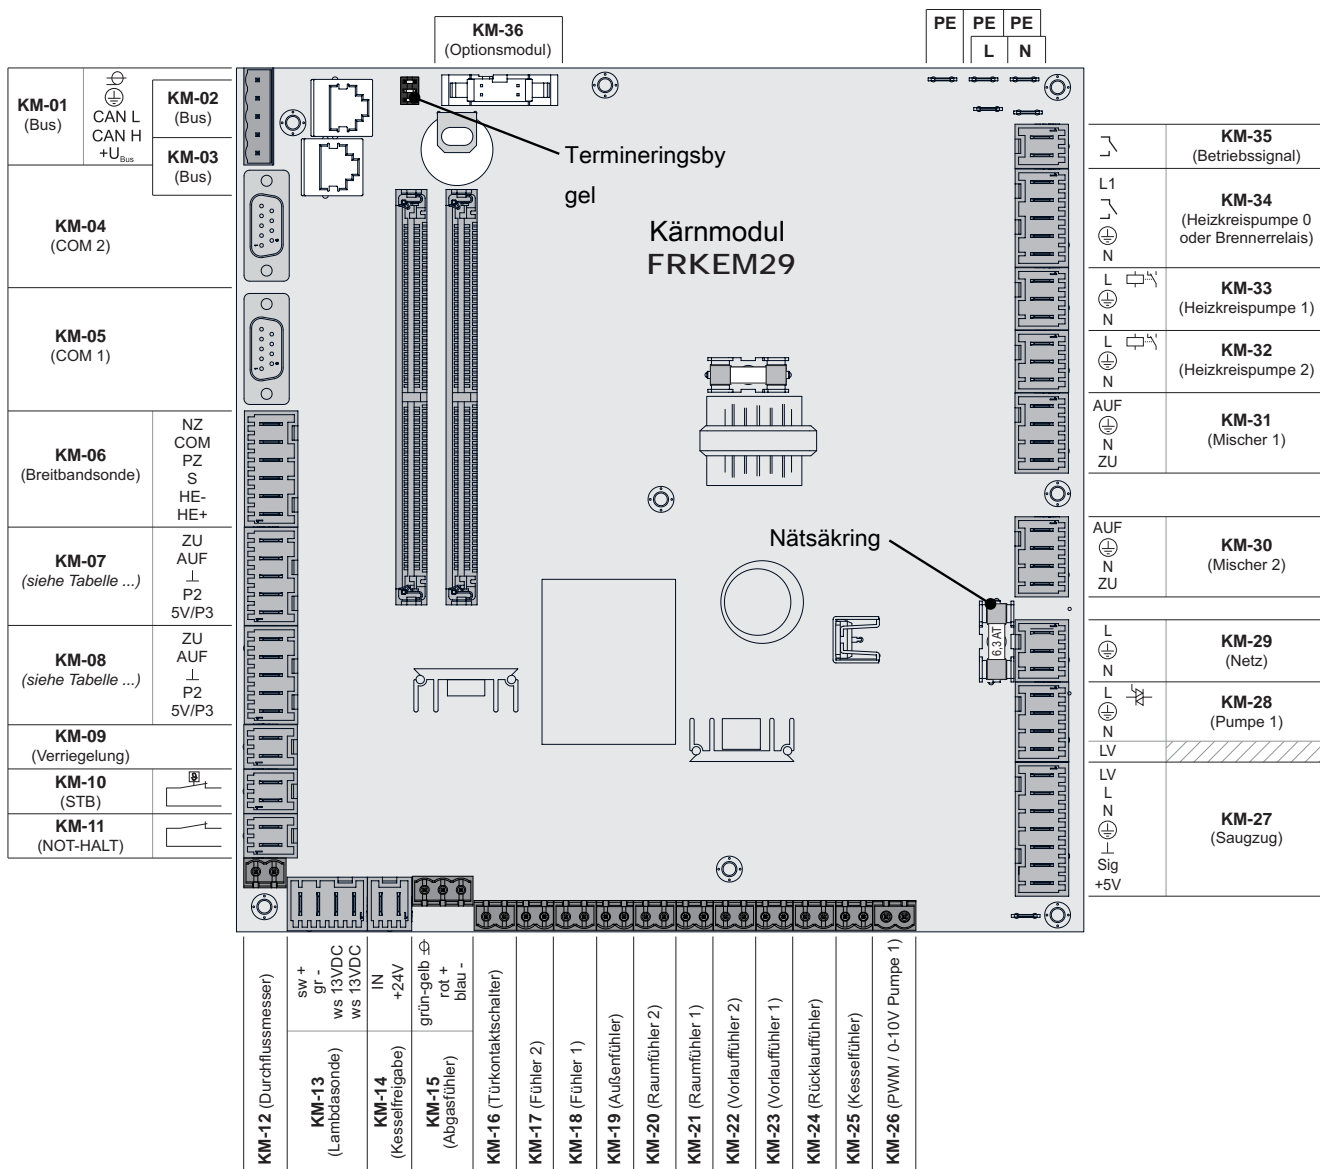 KM-36
(Optionsmodul)
PE
PE
PE
L
N
KM-01
(Bus)
CAN L
CAN H
+U Bus
KM-02
(Bus)
KM-03
(Bus)
KM-04
(COM 2)
KM-05
(COM 1)
KM-06
(Breitbandsonde)
NZ
COM
PZ
S
HE-
HE+
KM-07
(siehe Tabelle ...)
ZU
AUF
P2
5V/P3
KM-08
(siehe Tabelle ...)
ZU
AUF
P2
5V/P3
KM-09
(Verriegelung)
KM-10
(STB)
KM-11
(NOT-HALT)
Termineringsby
gel
Kärnmodul
FRKEM29
Nätsäkring
6,3 AT
KM-35
(Betriebssignal)
L1
N
KM-34
(Heizkreispumpe 0
oder Brennerrelais)
L
N
KM-33
(Heizkreispumpe 1)
L
N
KM-32
(Heizkreispumpe 2)
AUF
N
ZU
KM-31
(Mischer 1)
AUF
N
ZU
KM-30
(Mischer 2)
L
N
KM-29
(Netz)
L
N
LV
KM-28
(Pumpe 1)
LV
L
N
Sig
+5V
KM-27
(Saugzug)
KM-12 (Durchflussmesser)
sw +
gr -
ws 13VDC
ws 13VDC
KM-13
(Lambdasonde)
IN
+24V
KM-14
(Kesselfreigabe)
grün-gelb
rot +
blau -
KM-15
(Abgasfühler)
KM-16 (Türkontaktschalter)
KM-17 (Fühler 2)
KM-18 (Fühler 1)
KM-19 (Außenfühler)
KM-20 (Raumfühler 2)
KM-21 (Raumfühler 1)
KM-22 (Vorlauffühler 2)
KM-23 (Vorlauffühler 1)
KM-24 (Rücklauffühler)
KM-25 (Kesselfühler)
KM-26 (PWM / 0-10V Pumpe 1)